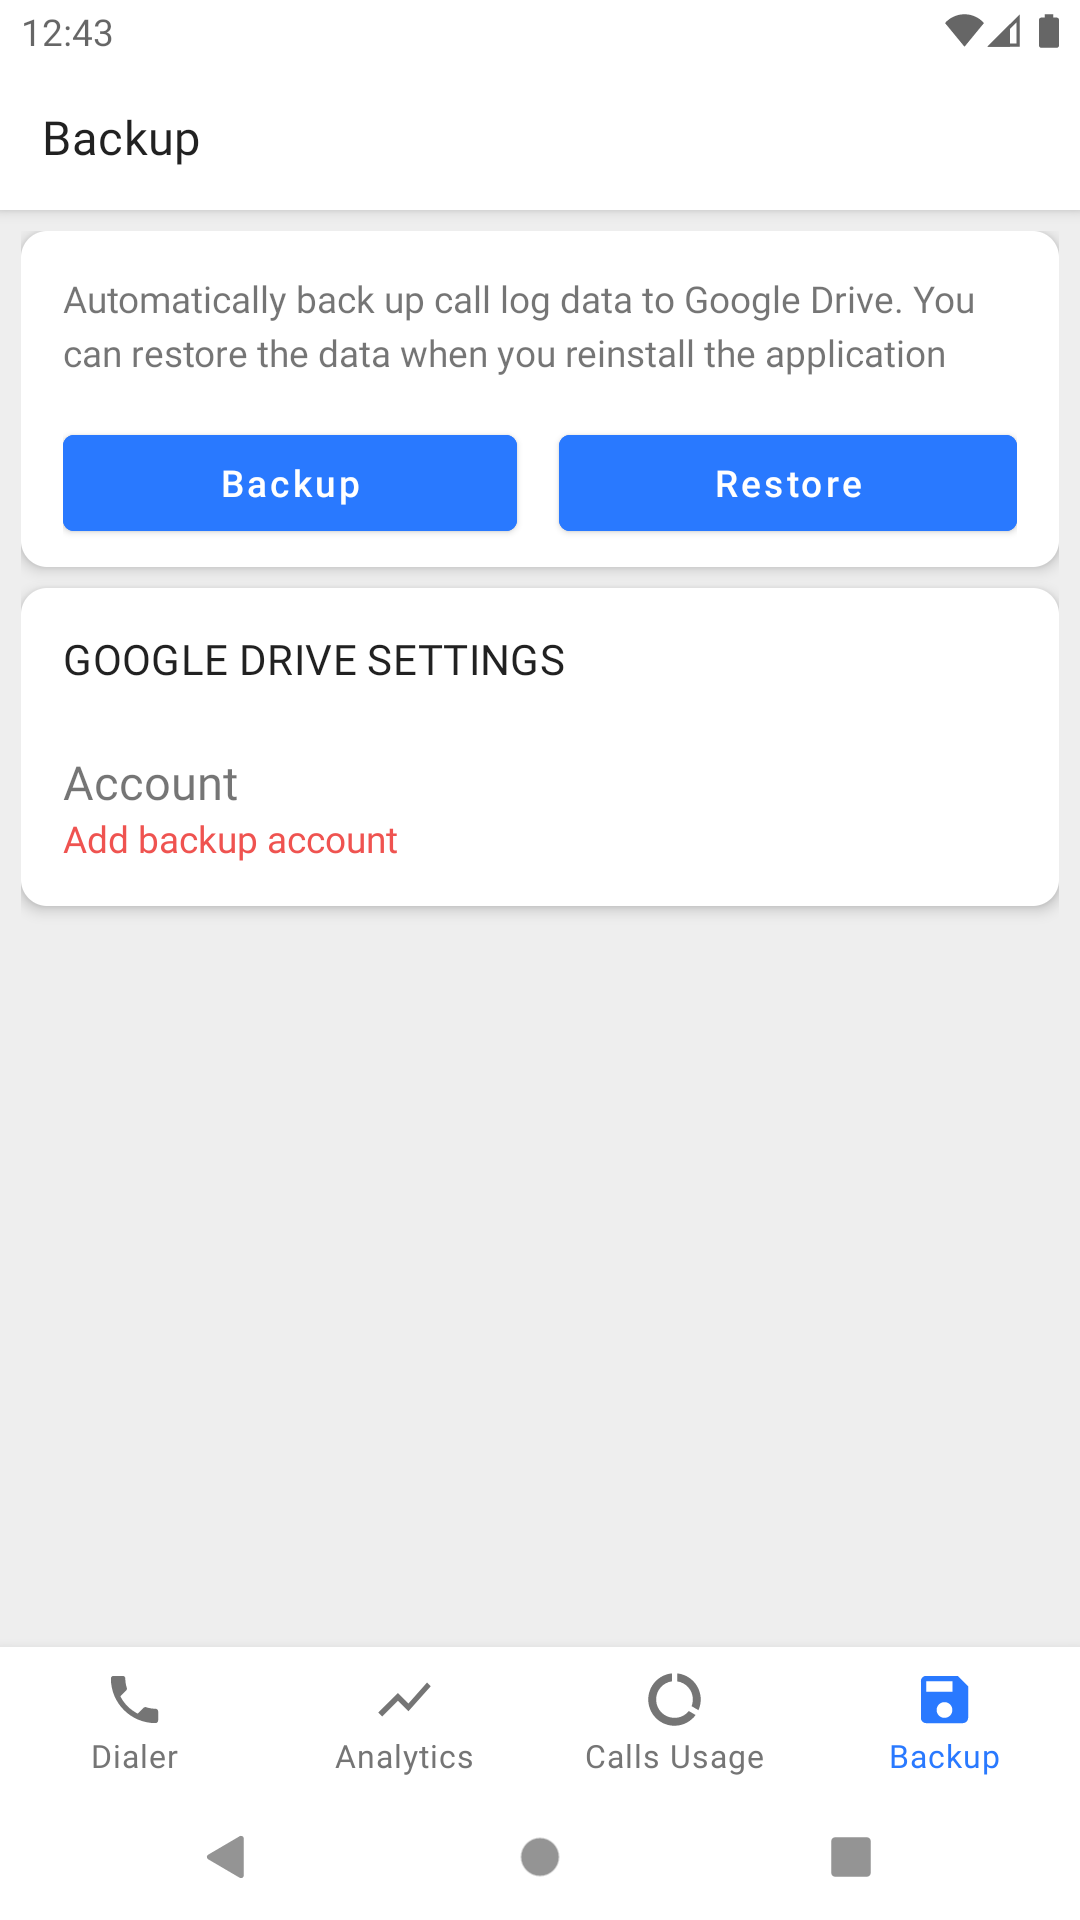 12:43
Backup
Automatically back up call log data to Google Drive. You
can restore the data when you reinstall the application
Backup
Restore
GOOGLE DRIVE SETTINGS
Account
Add backup account
Dialer
Analytics
Calls Usage
Backup